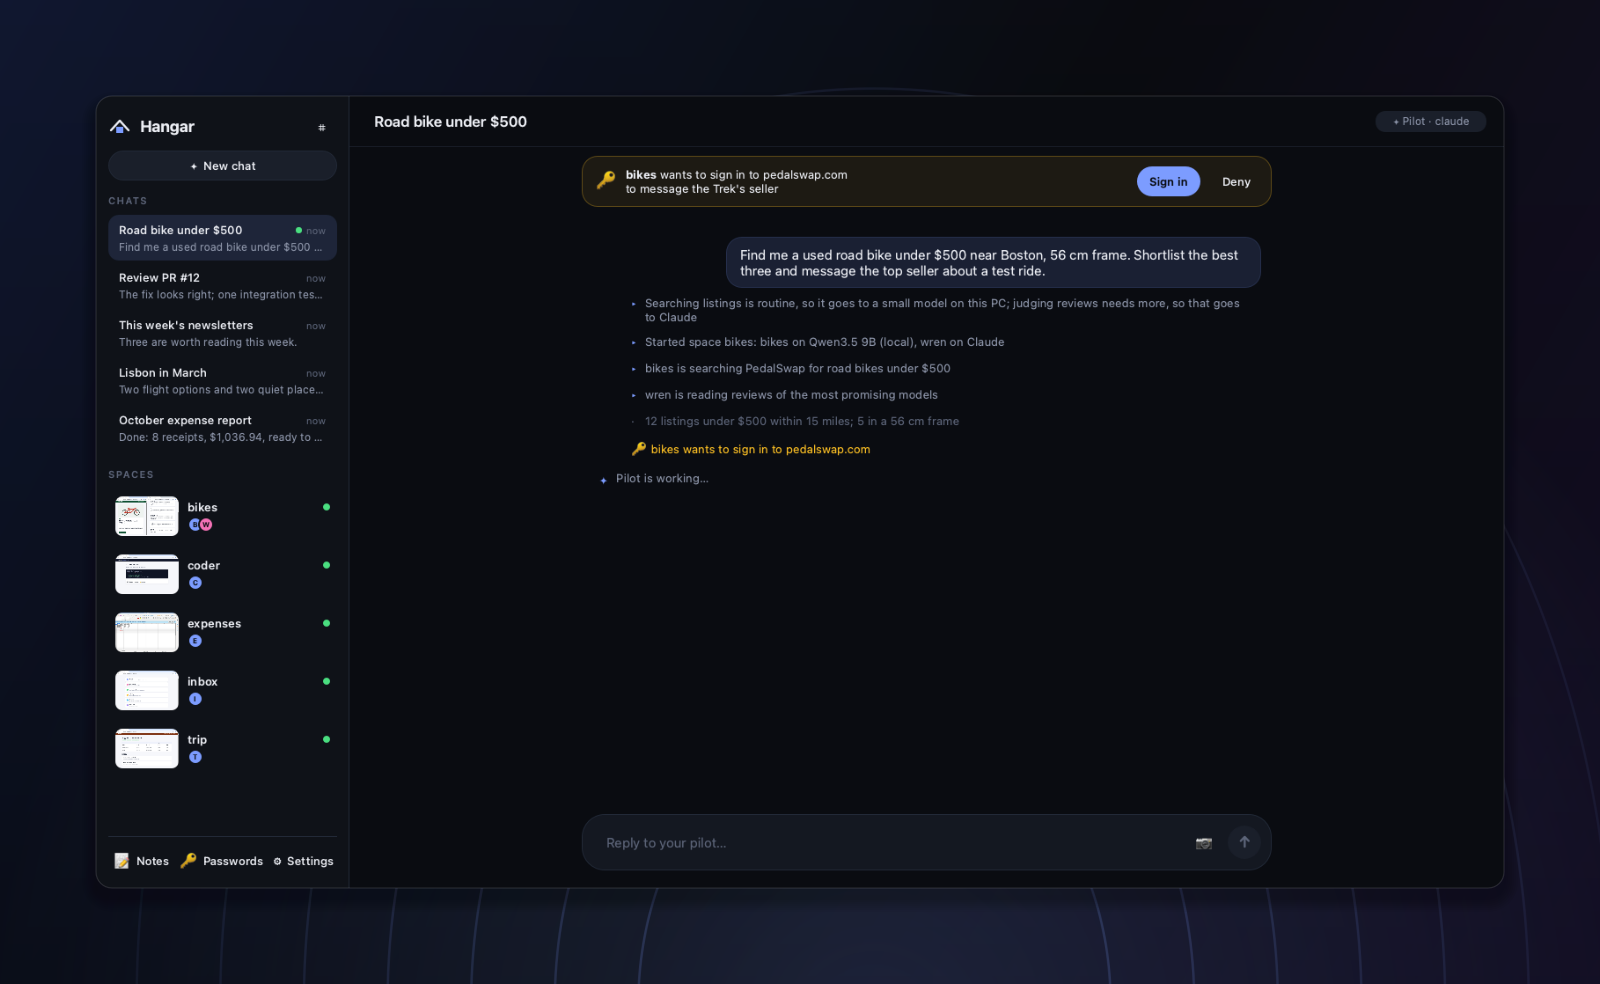 Hangar
#
+ New chat
CHATS
Road bike under $500
now
Find me a used road bike under $500 ...
Review PR #12
now
The fix looks right; one integration tes...
This week's newsletters
now
Three are worth reading this week.
Lisbon in March
now
Two flight options and two quiet place...
October expense report
now
Done: 8 receipts, $1,036.94, ready to ...
SPACES
bikes
B W
coder
C
expenses
E
inbox
I
trip
T
Notes
Passwords
Settings
Road bike under $500
Pilot · claude
bikes wants to sign in to pedalswap.com
to message the Trek's seller
Sign in
Deny
Find me a used road bike under $500 near Boston, 56 cm frame. Shortlist the best
three and message the top seller about a test ride.
Searching listings is routine, so it goes to a small model on this PC; judging reviews needs more, so that goes
to Claude
Started space bikes: bikes on Qwen3.5 9B (local), wren on Claude
bikes is searching PedalSwap for road bikes under $500
wren is reading reviews of the most promising models
12 listings under $500 within 15 miles; 5 in a 56 cm frame
bikes wants to sign in to pedalswap.com
Pilot is working...
Reply to your pilot...